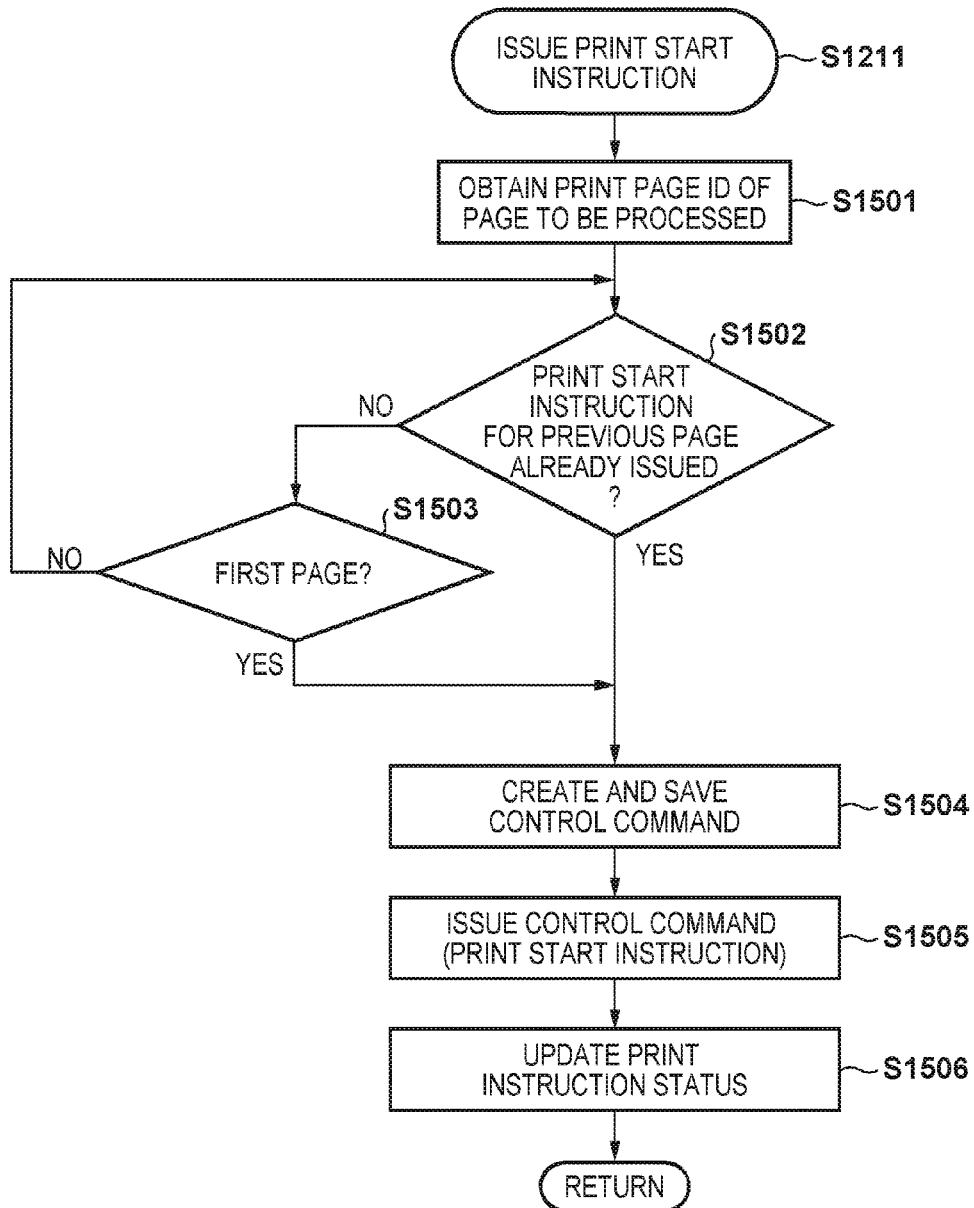 ISSUE PRINT START
INSTRUCTION
S1211
OBTAIN PRINT PAGE ID OF
PAGE TO BE PROCESSED
S1501
S1502
PRINT START
INSTRUCTION
FOR PREVIOUS PAGE
ALREADY ISSUED
?
NO
YES
S1503
FIRST PAGE?
NO
YES
CREATE AND SAVE
CONTROL COMMAND
S1504
ISSUE CONTROL COMMAND
(PRINT START INSTRUCTION)
S1505
UPDATE PRINT
INSTRUCTION STATUS
S1506
RETURN